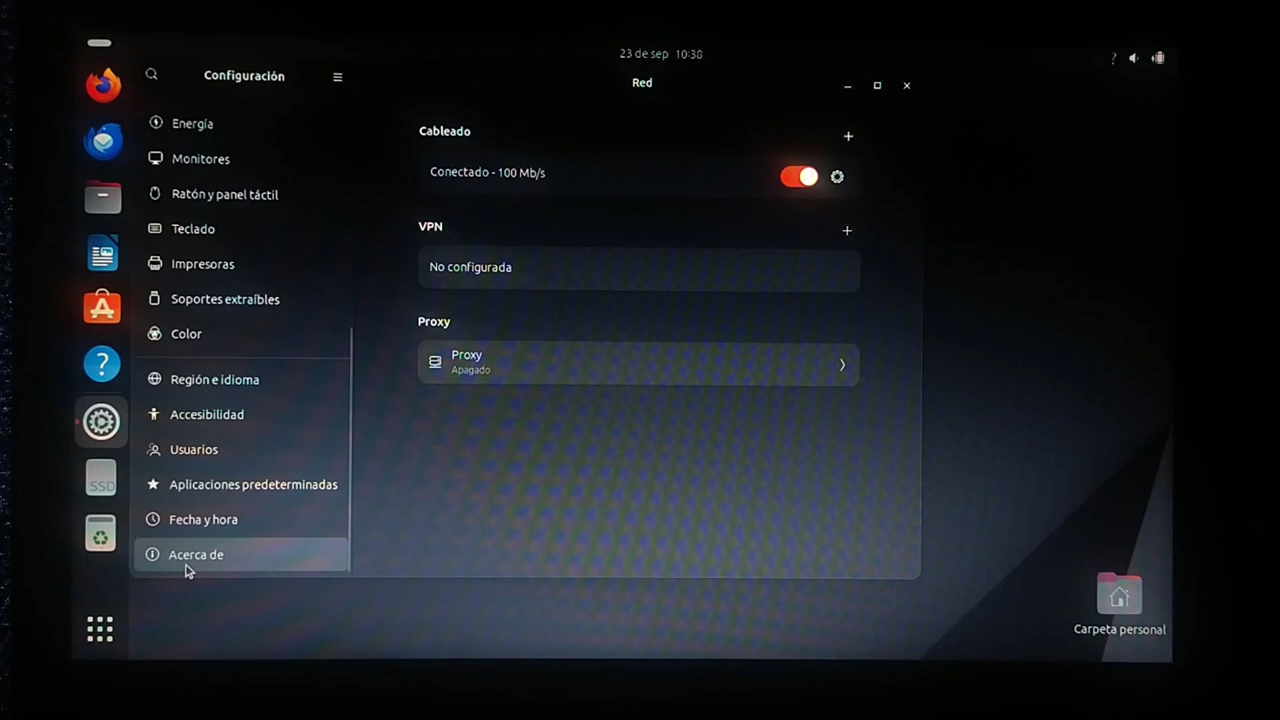 23 de sep 10:38
Configuración
Red
Energía
Monitores
Ratón y panel táctil
Teclado
Impresoras
Soportes extraíbles
Color
Región e idioma
Accesibilidad
Usuarios
Aplicaciones predeterminadas
Fecha y hora
Acerca de
Cableado
Conectado - 100 Mb/s
VPN
No configurada
Proxy
Proxy
Apagado
SSD
Carpeta personal